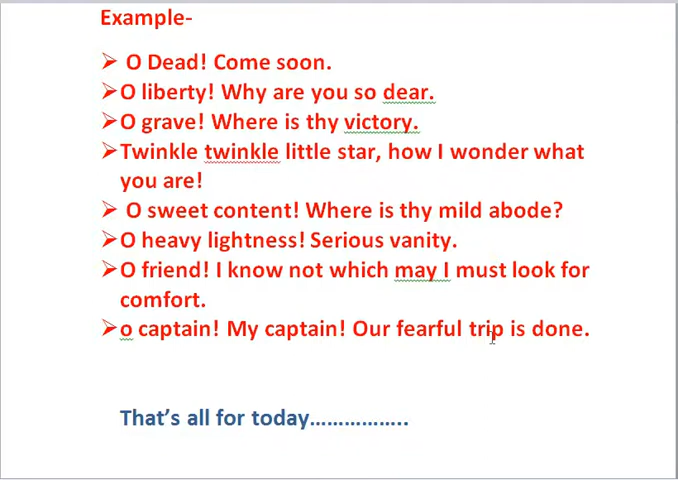 Example-
➤ O Dead! Come soon.
➤O liberty! Why are you so dear.
➤O grave! Where is thy victory.
➤Twinkle twinkle little star, how I wonder what
you are!
➤ O sweet content! Where is thy mild abode?
➤O heavy lightness! Serious vanity.
➤O friend! I know not which may I must look for
comfort.
➤o captain! My captain! Our fearful trip is done.
That’s all for today……………..